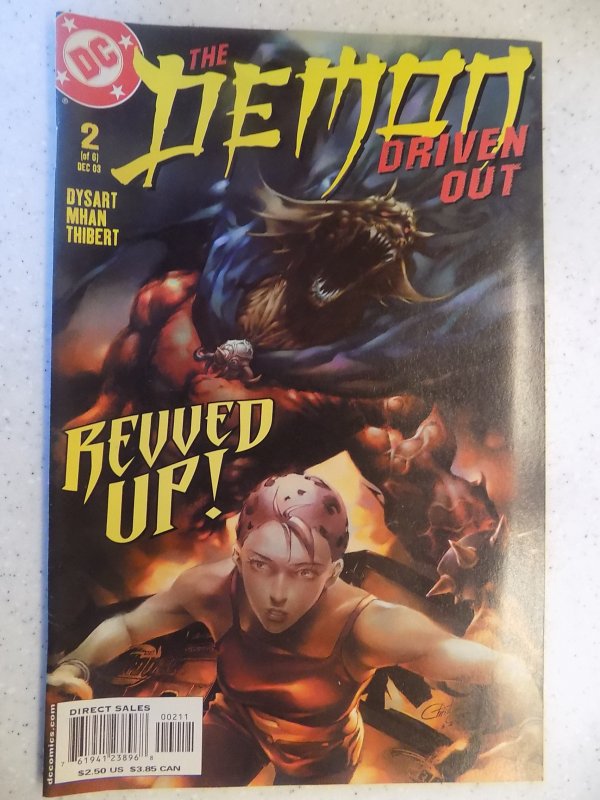 DC
THE
DEMON
DRIVEN
OUT
2
(of 6)
DEC 03
DYSART
MHAN
THIBERT
REVVED
UP!
DIRECT SALES
00211
7 61941 23896 8
$2.50 US $3.85 CAN
dccomics.com